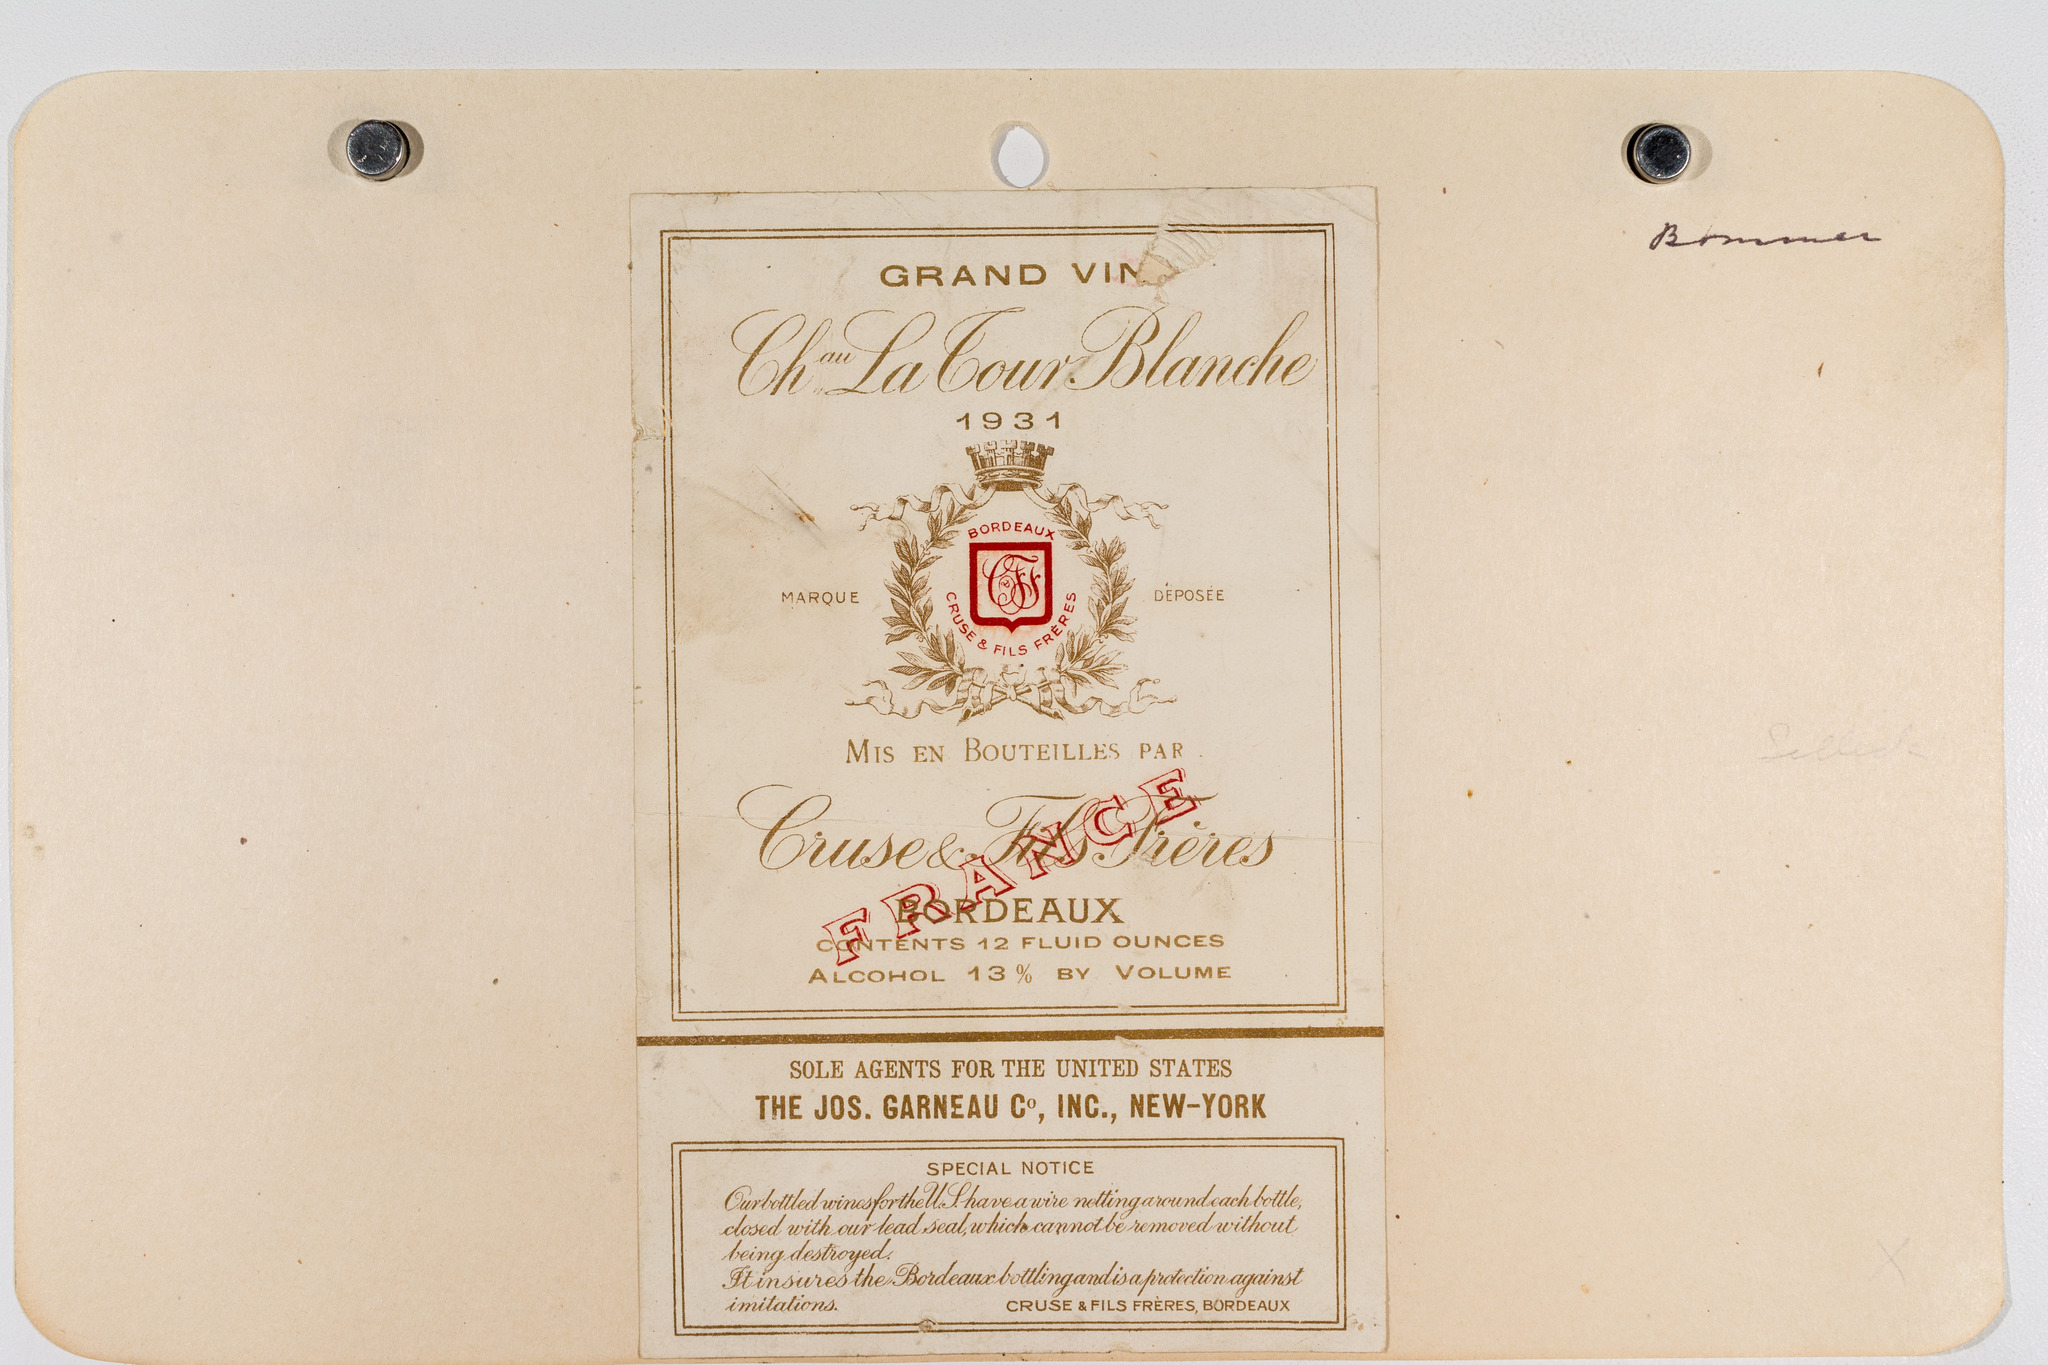 Bommer
GRAND VIN
Chau La Tour Blanche
1931
BORDEAUX
CFF
MARQUE DÉPOSÉE
CRUSE & FILS FRÈRES
MIS EN BOUTEILLES PAR
Cruse & Fils Frères
FRANCE
BORDEAUX
CONTENTS 12 FLUID OUNCES
ALCOHOL 13% BY VOLUME
SOLE AGENTS FOR THE UNITED STATES
THE JOS. GARNEAU Co, INC., NEW-YORK
SPECIAL NOTICE
Our bottled wines for the U.S. have a wire netting around each bottle,
closed with our lead seal, which cannot be removed without
being destroyed.
It insures the Bordeaux bottling and is a protection against
imitations. CRUSE & FILS FRÈRES, BORDEAUX
X